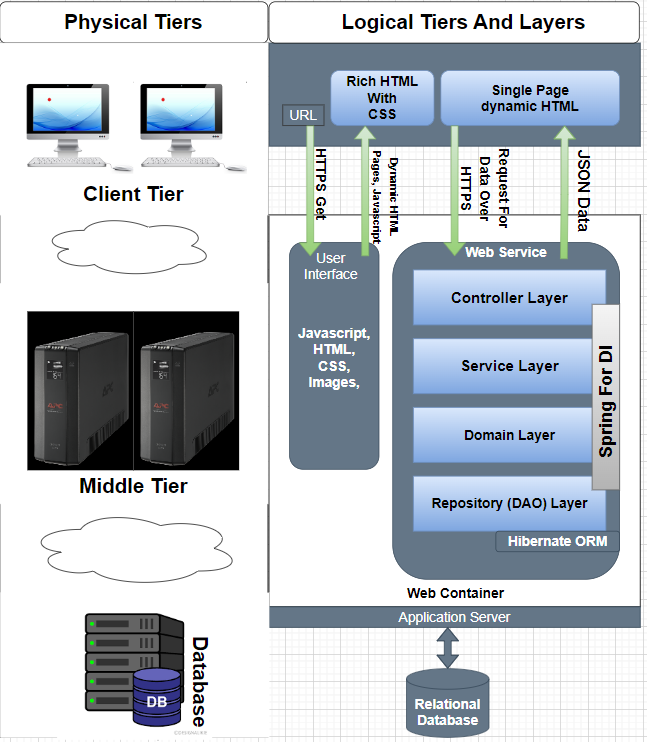 Physical Tiers
Logical Tiers And Layers
Rich HTML
With
CSS
Single Page
dynamic HTML
URL
HTTPS Get
Dynamic HTML
Pages, Javascript
Request For
Data Over
HTTPS
JSON Data
Client Tier
User
Interface
Javascript,
HTML,
CSS,
Images,
Web Service
Controller Layer
Service Layer
Domain Layer
Repository (DAO) Layer
Spring For DI
Hibernate ORM
APC
APC
Middle Tier
Web Container
Application Server
Database
DB
Relational
Database